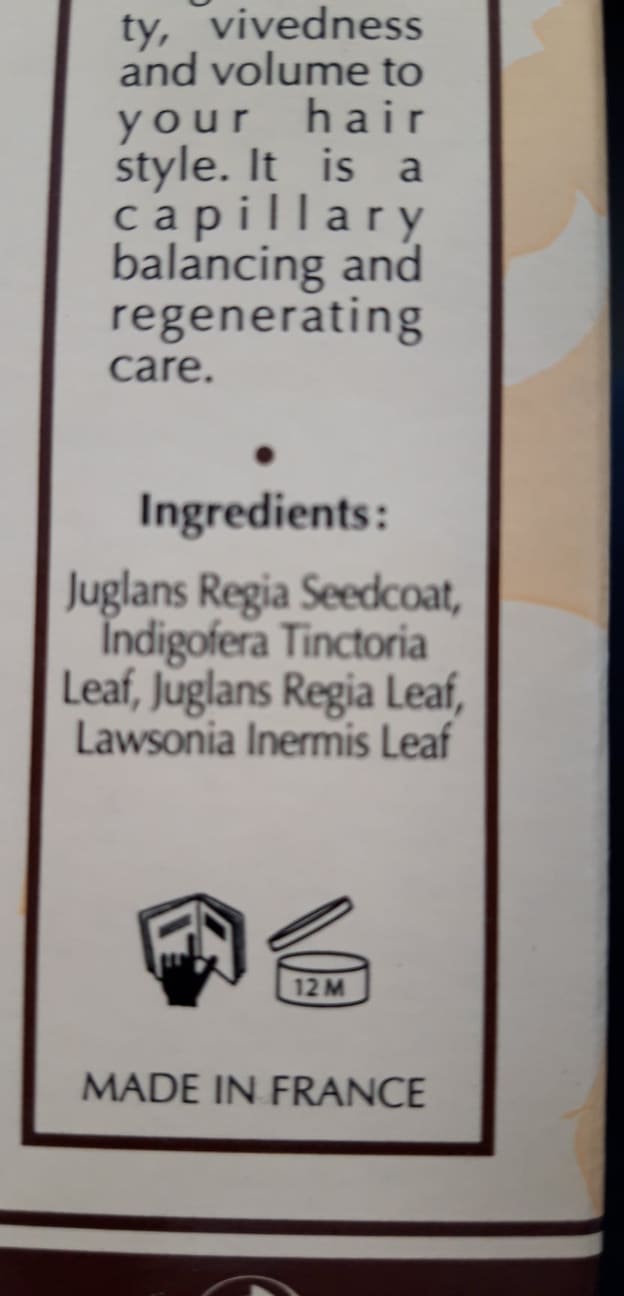 ty, vivedness
and volume to
your hair
style. It is a
capillary
balancing and
regenerating
care.
Ingredients:
Juglans Regia Seedcoat,
Indigofera Tinctoria
Leaf, Juglans Regia Leaf,
Lawsonia Inermis Leaf
12 M
MADE IN FRANCE